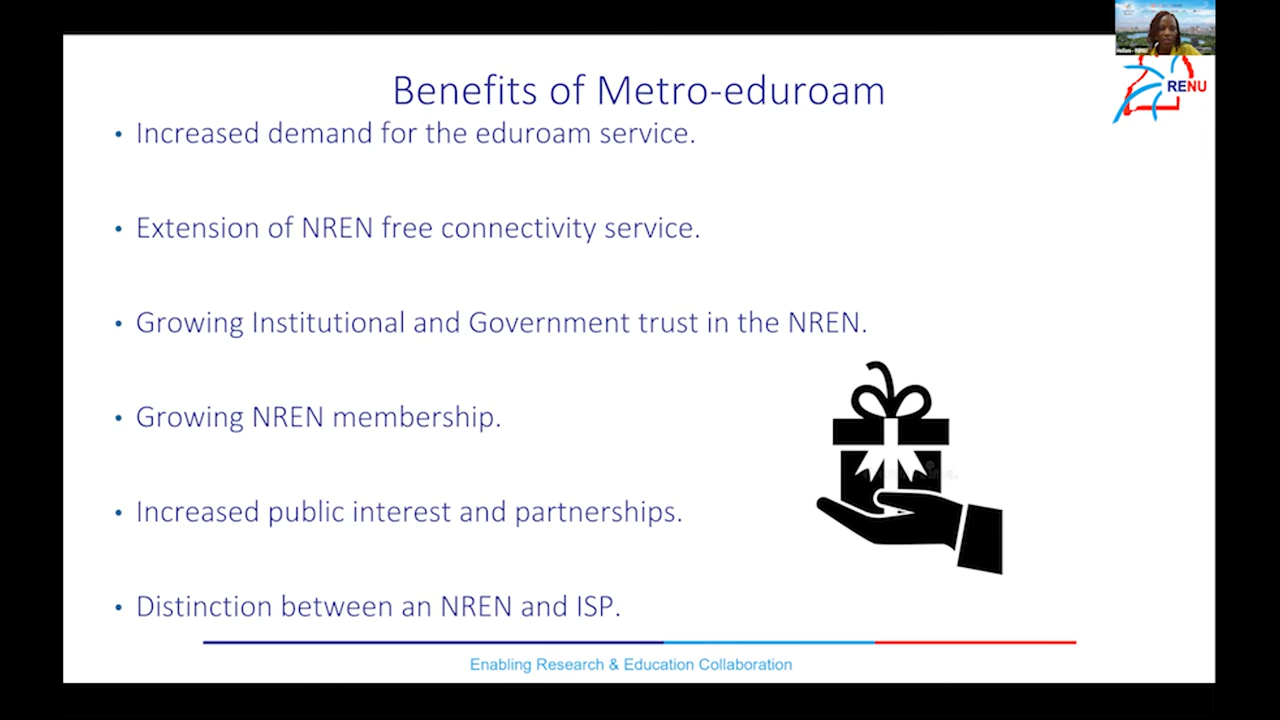 Benefits of Metro-eduroam
RENU
• Increased demand for the eduroam service.
• Extension of NREN free connectivity service.
• Growing Institutional and Government trust in the NREN.
• Growing NREN membership.
• Increased public interest and partnerships.
• Distinction between an NREN and ISP.
Enabling Research & Education Collaboration